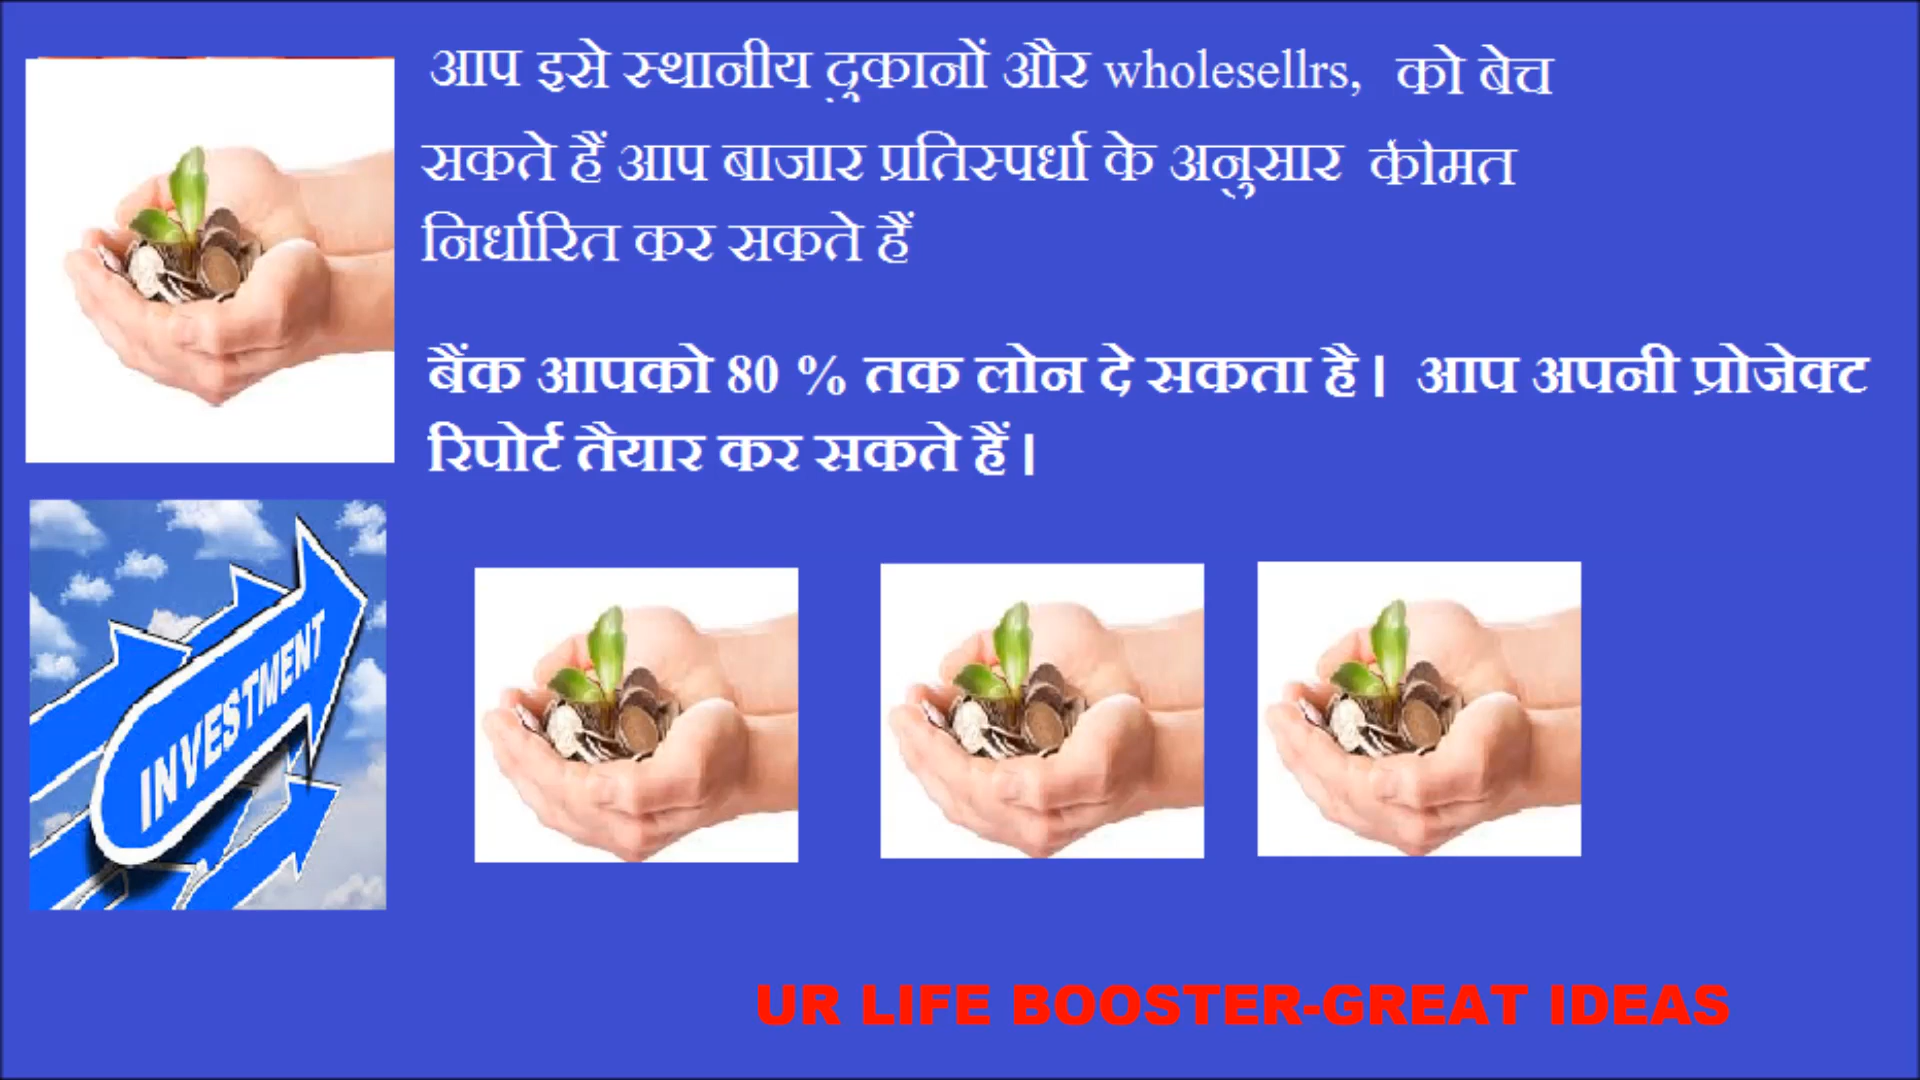 आप इसे स्थानीय दुकानों और wholesellrs, को बेच
सकते हैं आप बाजार प्रतिस्पर्धा के अनुसार कीमत
निर्धारित कर सकते हैं
बैंक आपको 80 % तक लोन दे सकता है। आप अपनी प्रोजेक्ट
रिपोर्ट तैयार कर सकते हैं।
INVESTMENT
UR LIFE BOOSTER-GREAT IDEAS